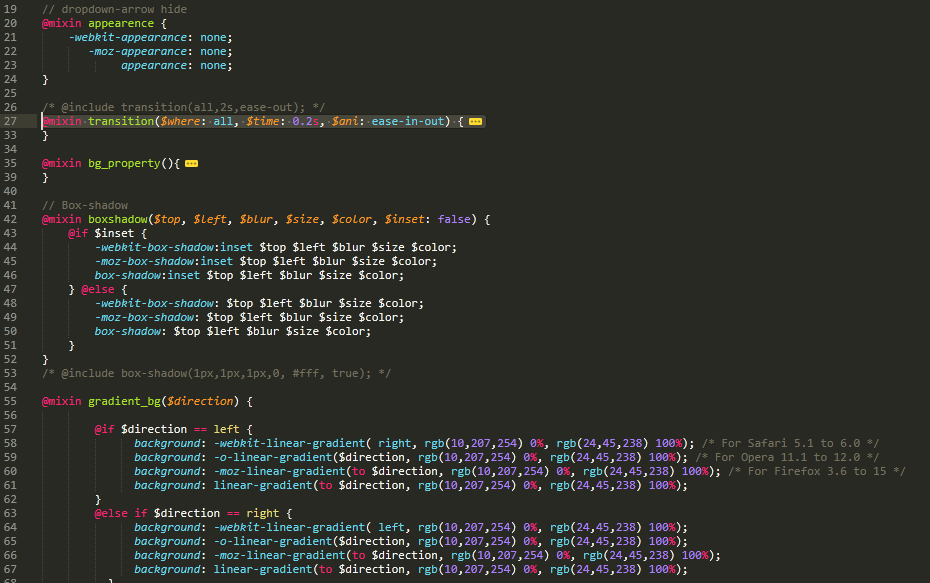 19 // dropdown-arrow hide
20 @mixin appearence {
21 -webkit-appearance: none;
22 -moz-appearance: none;
23 appearance: none;
24 }
25
26 /* @include transition(all,2s,ease-out); */
27 @mixin transition($where: all, $time: 0.2s, $ani: ease-in-out) { ...
33 }
34
35 @mixin bg_property(){ ...
39 }
40
41 // Box-shadow
42 @mixin boxshadow($top, $left, $blur, $size, $color, $inset: false) {
43 @if $inset {
44 -webkit-box-shadow:inset $top $left $blur $size $color;
45 -moz-box-shadow:inset $top $left $blur $size $color;
46 box-shadow:inset $top $left $blur $size $color;
47 } @else {
48 -webkit-box-shadow: $top $left $blur $size $color;
49 -moz-box-shadow: $top $left $blur $size $color;
50 box-shadow: $top $left $blur $size $color;
51 }
52 }
53 /* @include box-shadow(1px,1px,1px,0, #fff, true); */
54
55 @mixin gradient_bg($direction) {
56
57 @if $direction == left {
58 background: -webkit-linear-gradient( right, rgb(10,207,254) 0%, rgb(24,45,238) 100%); /* For Safari 5.1 to 6.0 */
59 background: -o-linear-gradient($direction, rgb(10,207,254) 0%, rgb(24,45,238) 100%); /* For Opera 11.1 to 12.0 */
60 background: -moz-linear-gradient(to $direction, rgb(10,207,254) 0%, rgb(24,45,238) 100%); /* For Firefox 3.6 to 15 */
61 background: linear-gradient(to $direction, rgb(10,207,254) 0%, rgb(24,45,238) 100%);
62 }
63 @else if $direction == right {
64 background: -webkit-linear-gradient( left, rgb(10,207,254) 0%, rgb(24,45,238) 100%);
65 background: -o-linear-gradient($direction, rgb(10,207,254) 0%, rgb(24,45,238) 100%);
66 background: -moz-linear-gradient(to $direction, rgb(10,207,254) 0%, rgb(24,45,238) 100%);
67 background: linear-gradient(to $direction, rgb(10,207,254) 0%, rgb(24,45,238) 100%);
68 }